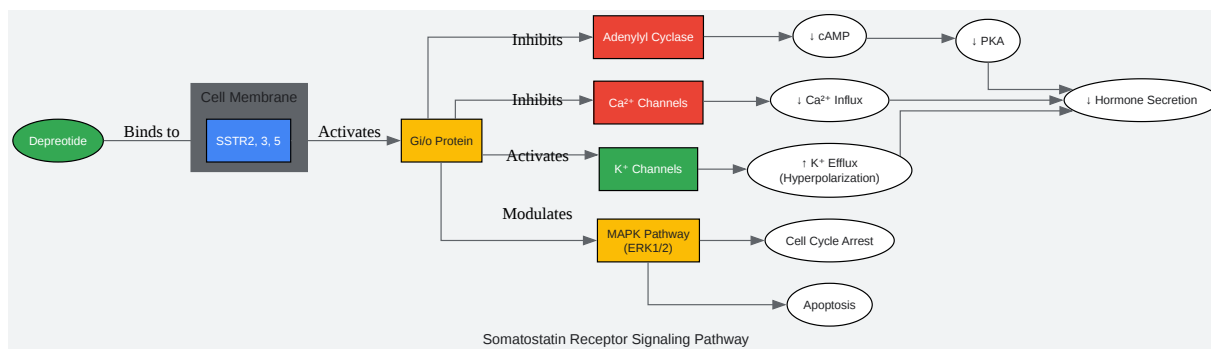 Inhibits
Adenylyl Cyclase
↓ cAMP
↓ PKA
Cell Membrane
Inhibits
Ca²⁺ Channels
↓ Ca²⁺ Influx
↓ Hormone Secretion
Depreotide
Binds to
SSTR2, 3, 5
Activates
Gi/o Protein
Activates
K⁺ Channels
↑ K⁺ Efflux
(Hyperpolarization)
Modulates
MAPK Pathway
(ERK1/2)
Cell Cycle Arrest
Apoptosis
Somatostatin Receptor Signaling Pathway